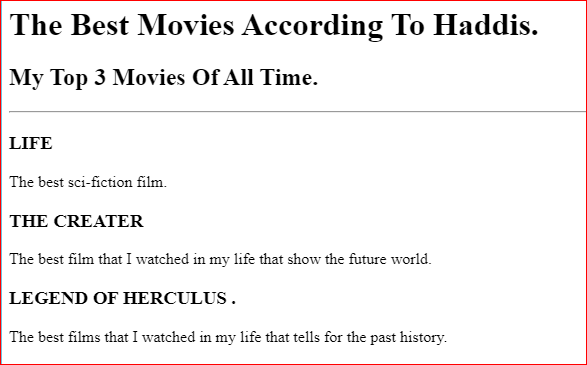 The Best Movies According To Haddis.
My Top 3 Movies Of All Time.
LIFE
The best sci-fiction film.
THE CREATER
The best film that I watched in my life that show the future world.
LEGEND OF HERCULUS .
The best films that I watched in my life that tells for the past history.